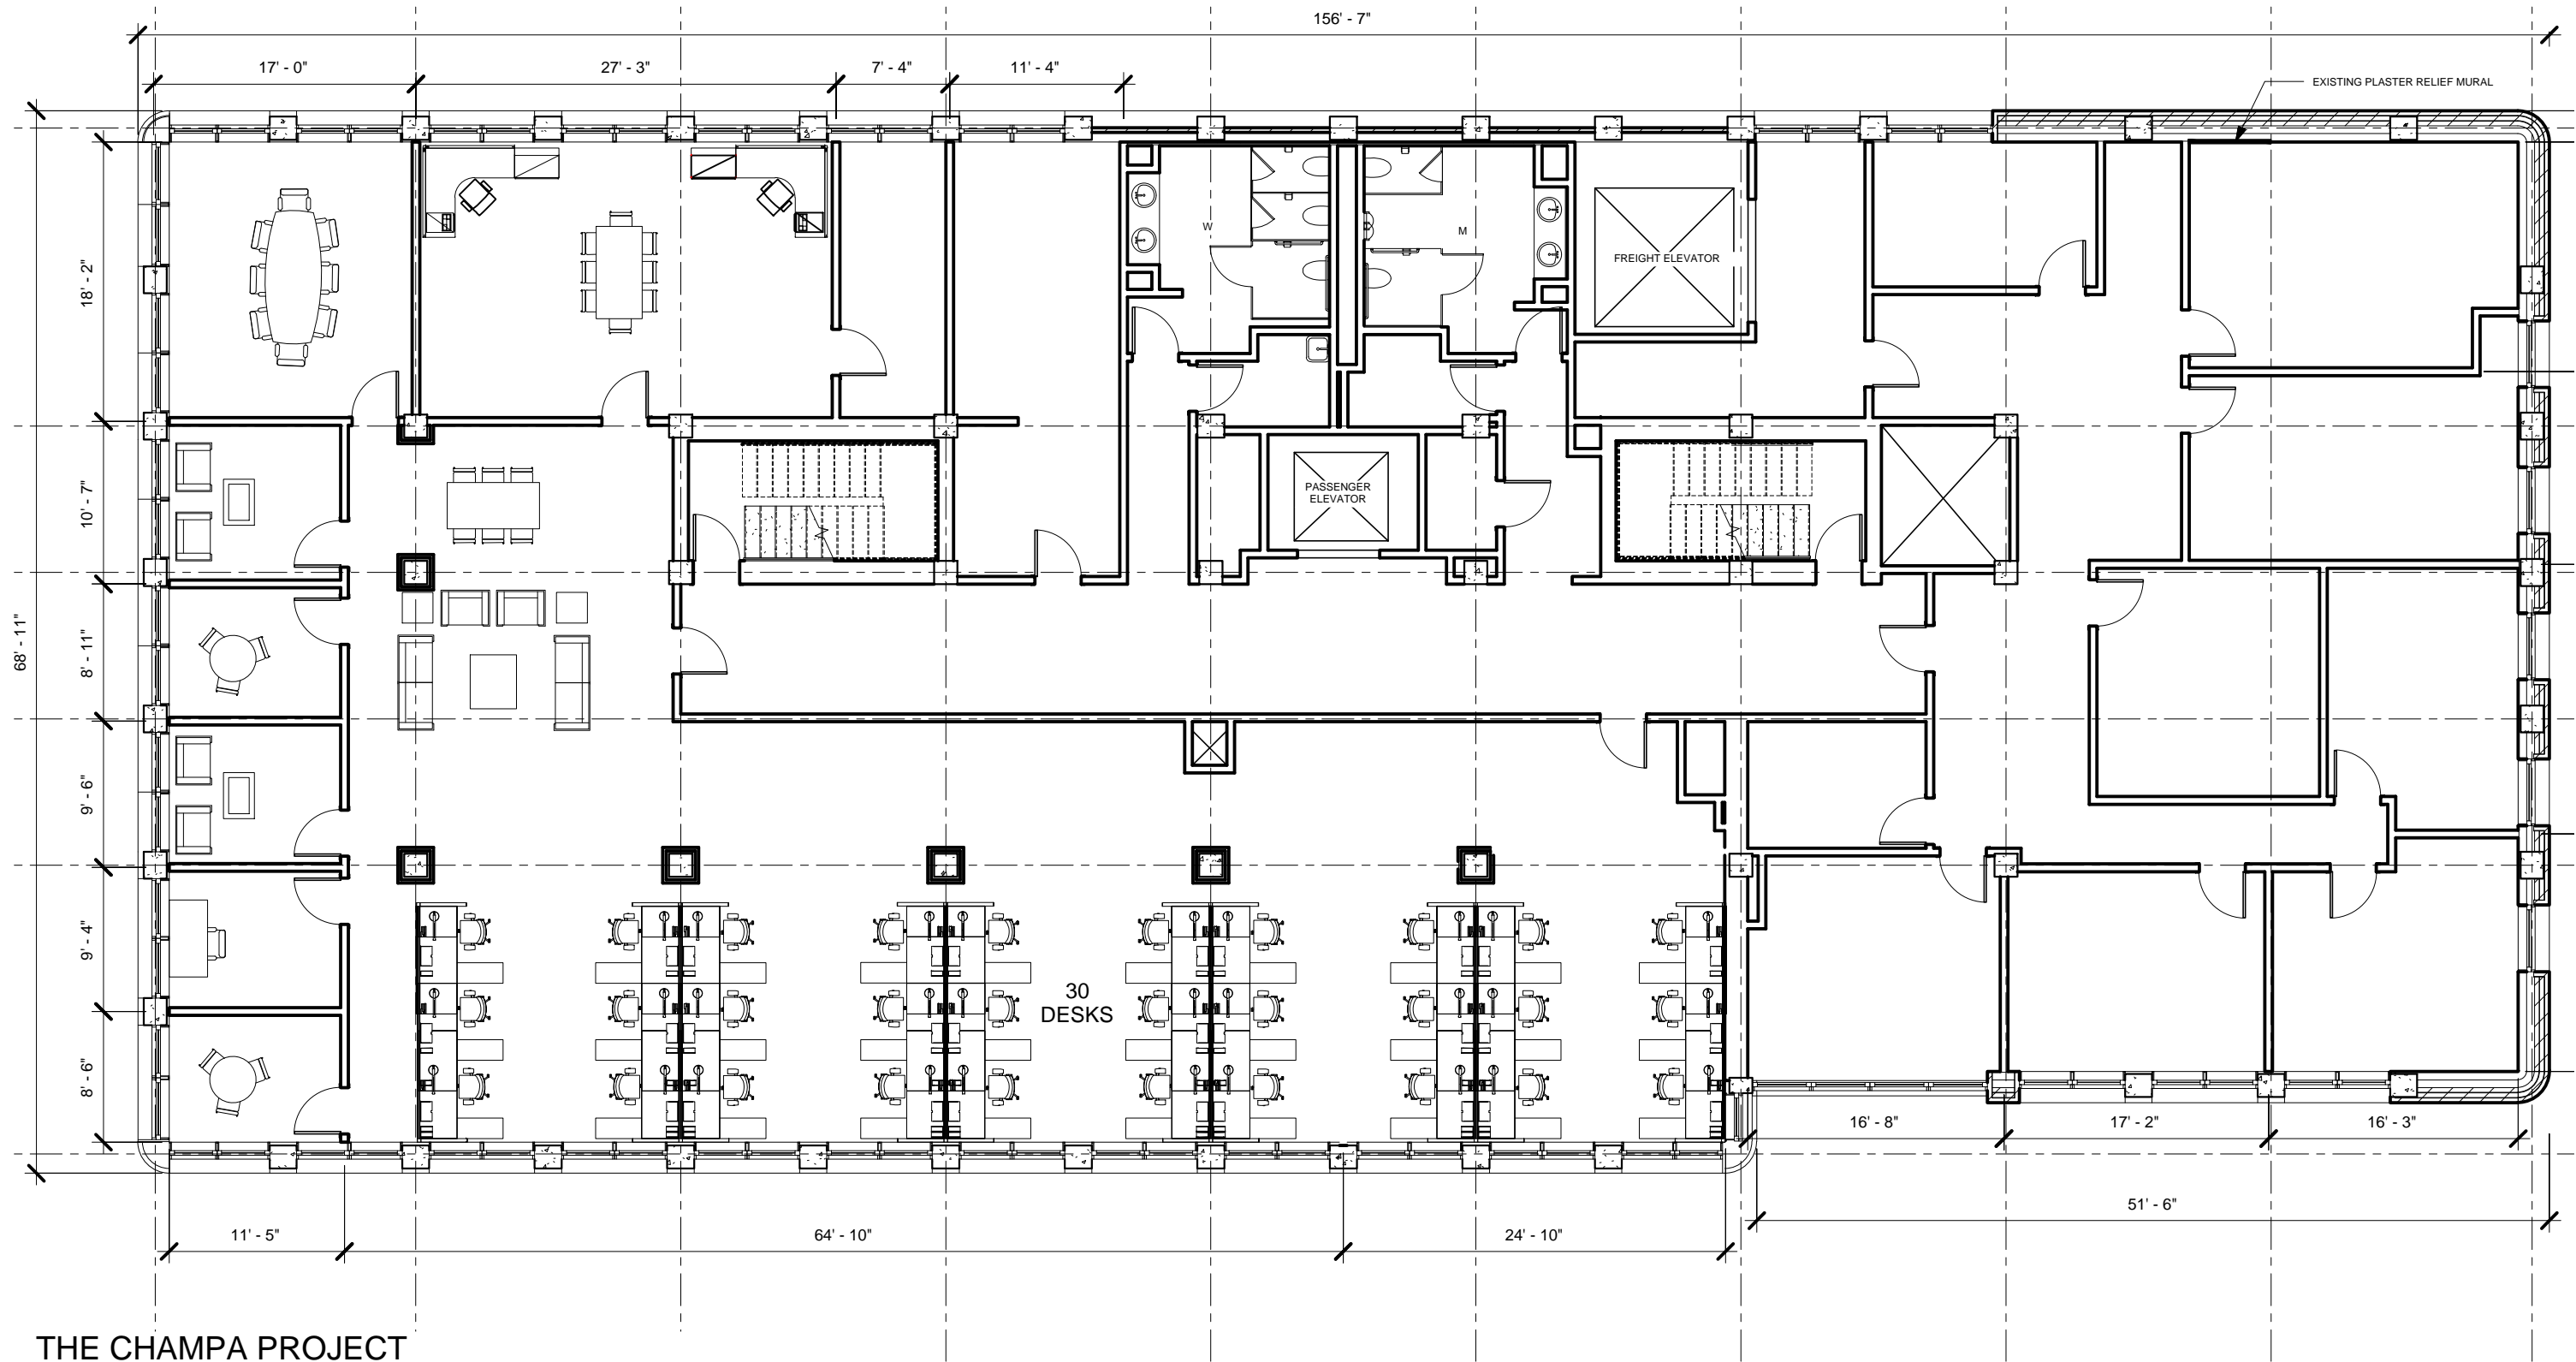 156' - 7"
17' - 0"
27' - 3"
7' - 4"
11' - 4"
EXISTING PLASTER RELIEF MURAL
18' - 2"
W
M
FREIGHT ELEVATOR
10' - 7"
PASSENGER
ELEVATOR
68' - 11"
8' - 11"
9' - 6"
9' - 4"
30
DESKS
8' - 6"
16' - 8"
17' - 2"
16' - 3"
51' - 6"
11' - 5"
64' - 10"
24' - 10"
THE CHAMPA PROJECT